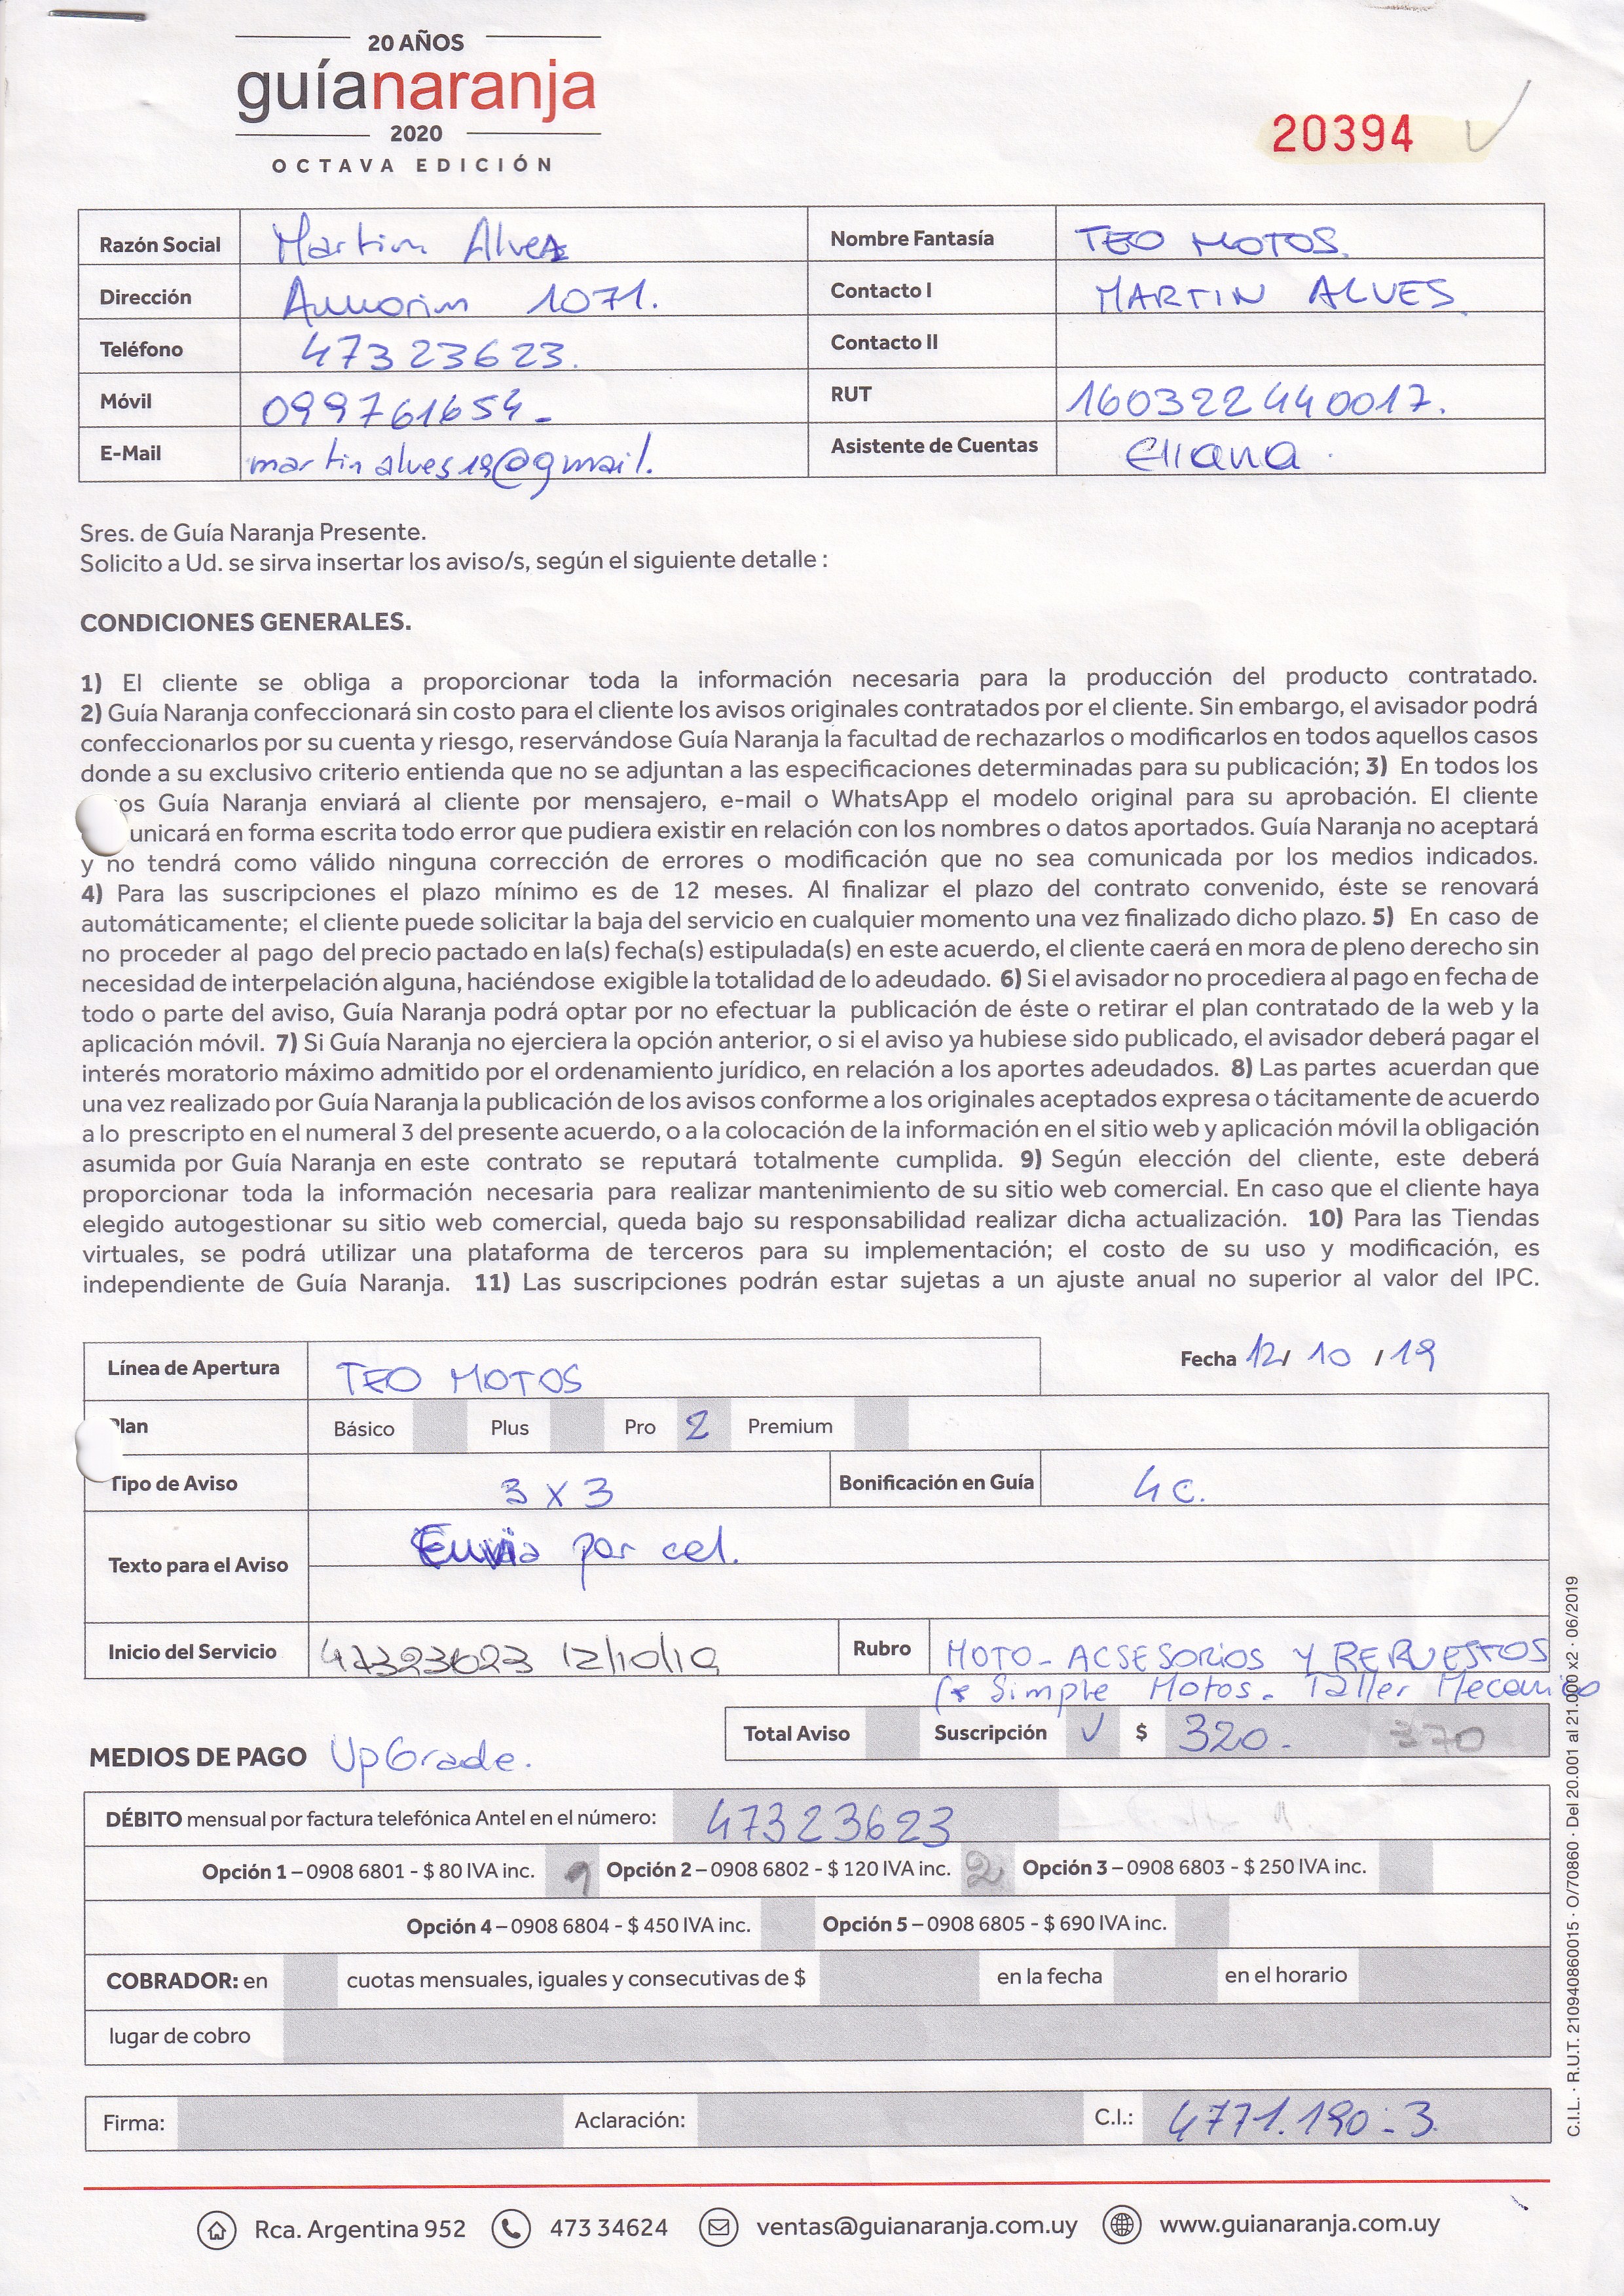 20 AÑOS
guíanaranja
2020
OCTAVA EDICIÓN
20394
Razón Social Martin Alves Nombre Fantasía TEO MOTOS.
Dirección Amorim 1071. Contacto I MARTIN ALVES
Teléfono 47323623. Contacto II
Móvil 099761654- RUT 160322440017.
E-Mail martinalves19@gmail. Asistente de Cuentas Eliana.
Sres. de Guía Naranja Presente.
Solicito a Ud. se sirva insertar los aviso/s, según el siguiente detalle :
CONDICIONES GENERALES.
1) El cliente se obliga a proporcionar toda la información necesaria para la producción del producto contratado.
2) Guía Naranja confeccionará sin costo para el cliente los avisos originales contratados por el cliente. Sin embargo, el avisador podrá
confeccionarlos por su cuenta y riesgo, reservándose Guía Naranja la facultad de rechazarlos o modificarlos en todos aquellos casos
donde a su exclusivo criterio entienda que no se adjuntan a las especificaciones determinadas para su publicación; 3) En todos los
os Guía Naranja enviará al cliente por mensajero, e-mail o WhatsApp el modelo original para su aprobación. El cliente
unicará en forma escrita todo error que pudiera existir en relación con los nombres o datos aportados. Guía Naranja no aceptará
y no tendrá como válido ninguna corrección de errores o modificación que no sea comunicada por los medios indicados.
4) Para las suscripciones el plazo mínimo es de 12 meses. Al finalizar el plazo del contrato convenido, éste se renovará
automáticamente; el cliente puede solicitar la baja del servicio en cualquier momento una vez finalizado dicho plazo. 5) En caso de
no proceder al pago del precio pactado en la(s) fecha(s) estipulada(s) en este acuerdo, el cliente caerá en mora de pleno derecho sin
necesidad de interpelación alguna, haciéndose exigible la totalidad de lo adeudado. 6) Si el avisador no procediera al pago en fecha de
todo o parte del aviso, Guía Naranja podrá optar por no efectuar la publicación de éste o retirar el plan contratado de la web y la
aplicación móvil. 7) Si Guía Naranja no ejerciera la opción anterior, o si el aviso ya hubiese sido publicado, el avisador deberá pagar el
interés moratorio máximo admitido por el ordenamiento jurídico, en relación a los aportes adeudados. 8) Las partes acuerdan que
una vez realizado por Guía Naranja la publicación de los avisos conforme a los originales aceptados expresa o tácitamente de acuerdo
a lo prescripto en el numeral 3 del presente acuerdo, o a la colocación de la información en el sitio web y aplicación móvil la obligación
asumida por Guía Naranja en este contrato se reputará totalmente cumplida. 9) Según elección del cliente, este deberá
proporcionar toda la información necesaria para realizar mantenimiento de su sitio web comercial. En caso que el cliente haya
elegido autogestionar su sitio web comercial, queda bajo su responsabilidad realizar dicha actualización. 10) Para las Tiendas
virtuales, se podrá utilizar una plataforma de terceros para su implementación; el costo de su uso y modificación, es
independiente de Guía Naranja. 11) Las suscripciones podrán estar sujetas a un ajuste anual no superior al valor del IPC.
Línea de Apertura TEO MOTOS Fecha 12/ 10 / 19
Plan Básico Plus Pro 2 Premium
Tipo de Aviso 3 x 3 Bonificación en Guía 4 c.
Texto para el Aviso Envia por cel.
Inicio del Servicio 47323623 12/10/19 Rubro MOTO- ACSESORIOS Y REPUESTOS
Simple Motos. Taller Mecanico
Total Aviso Suscripción ✓ $ 320.- 370
MEDIOS DE PAGO UpGrade.
DÉBITO mensual por factura telefónica Antel en el número: 47323623
Opción 1 – 0908 6801 - $ 80 IVA inc. 1 Opción 2 – 0908 6802 - $ 120 IVA inc. 2 Opción 3 – 0908 6803 - $ 250 IVA inc.
Opción 4 – 0908 6804 - $ 450 IVA inc. Opción 5 – 0908 6805 - $ 690 IVA inc.
COBRADOR: en cuotas mensuales, iguales y consecutivas de $ en la fecha en el horario
lugar de cobro
Firma: Aclaración: C.I.: 4771.190-3
C.I.L. · R.U.T. 210940860015 · O/70860 · Del 20.001 al 21.000 x2 · 06/2019
Rca. Argentina 952 473 34624 ventas@guianaranja.com.uy www.guianaranja.com.uy